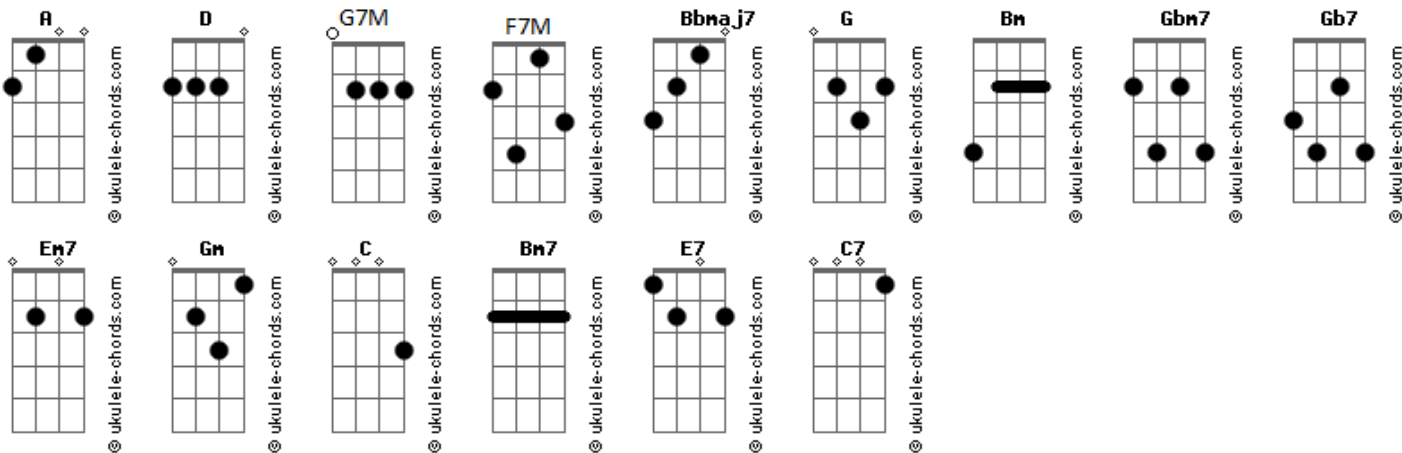 A D G7M F7M Bbmaj7 G Bm Gbm7 Gb7
© ukulele-chords.com © ukulele-chords.com © ukulele-chords.com © ukulele-chords.com © ukulele-chords.com © ukulele-chords.com © ukulele-chords.com © ukulele-chords.com © ukulele-chords.com
Em7 Gm C Bm7 E7 C7
© ukulele-chords.com © ukulele-chords.com © ukulele-chords.com © ukulele-chords.com © ukulele-chords.com © ukulele-chords.com